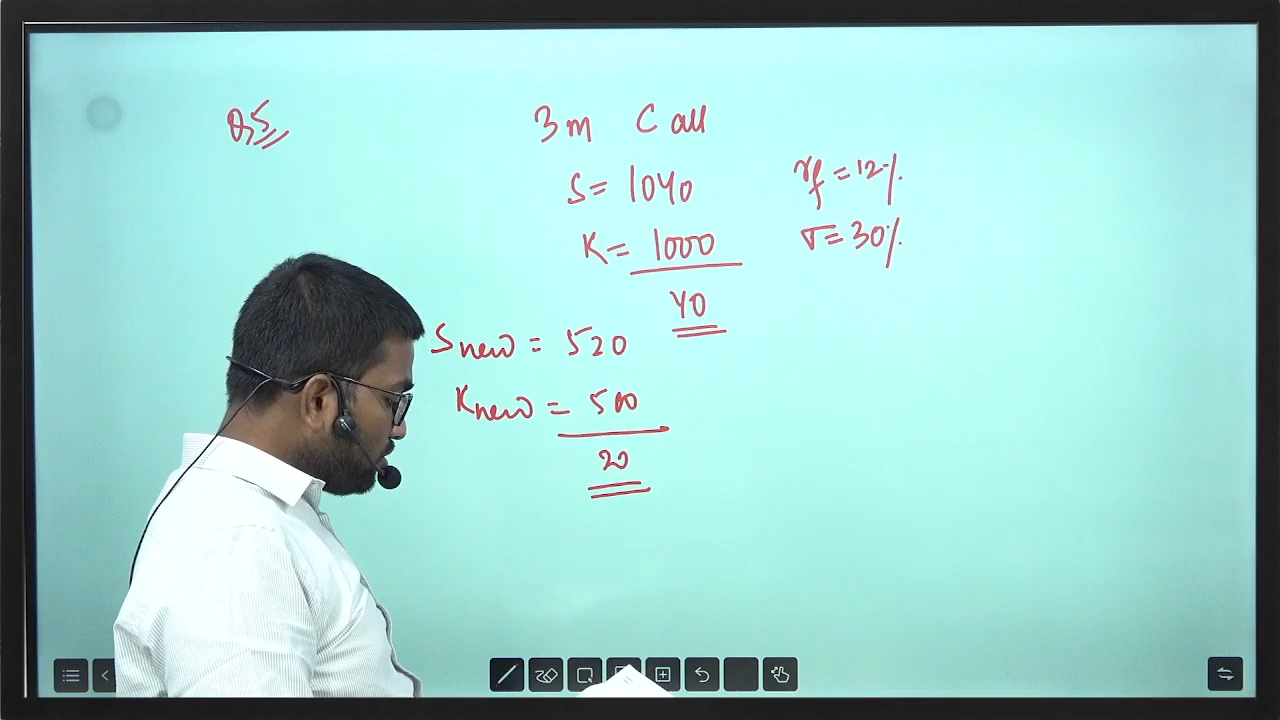 Q5
3m Call
S = 1040
rf = 12%
K = 1000
σ = 30%
40
Snew = 520
Knew = 500
20